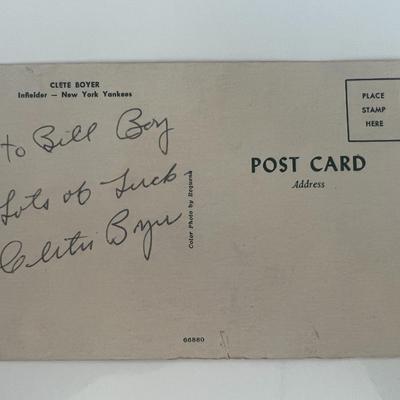 CLETE BOYER
Infielder — New York Yankees
to Bill Boy
Lots of Luck
Cletis Boyer
Color Photo by Requena
PLACE
STAMP
HERE
POST CARD
Address
66880